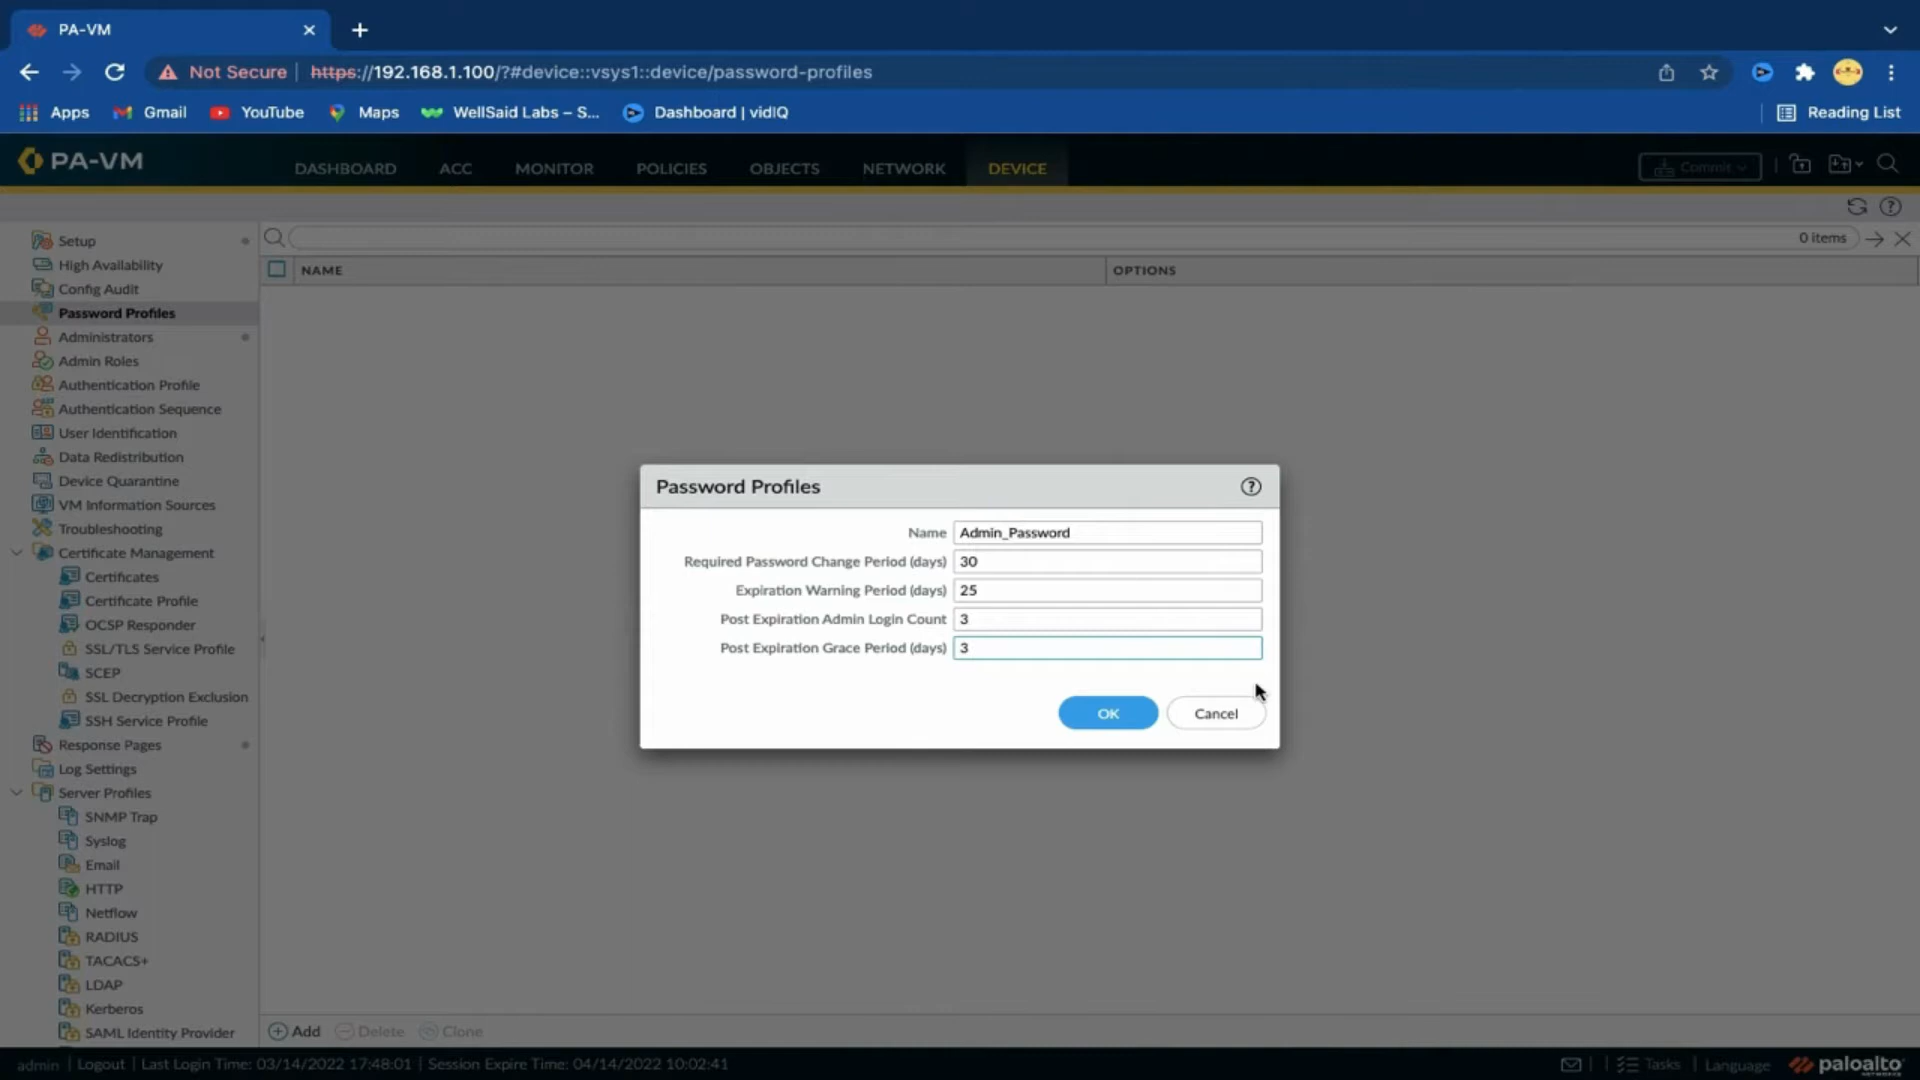 PA-VM
Not Secure https://192.168.1.100/?#device::vsys1::device/password-profiles
Apps Gmail YouTube Maps WellSaid Labs – S... Dashboard | vidIQ Reading List
PA-VM DASHBOARD ACC MONITOR POLICIES OBJECTS NETWORK DEVICE Commit
0 items
NAME OPTIONS
Setup
High Availability
Config Audit
Password Profiles
Administrators
Admin Roles
Authentication Profile
Authentication Sequence
User Identification
Data Redistribution
Device Quarantine
VM Information Sources
Troubleshooting
Certificate Management
Certificates
Certificate Profile
OCSP Responder
SSL/TLS Service Profile
SCEP
SSL Decryption Exclusion
SSH Service Profile
Response Pages
Log Settings
Server Profiles
SNMP Trap
Syslog
Email
HTTP
Netflow
RADIUS
TACACS+
LDAP
Kerberos
SAML Identity Provider
Password Profiles ?
Name Admin_Password
Required Password Change Period (days) 30
Expiration Warning Period (days) 25
Post Expiration Admin Login Count 3
Post Expiration Grace Period (days) 3
OK Cancel
Add Delete Clone
admin | Logout | Last Login Time: 03/14/2022 17:48:01 | Session Expire Time: 04/14/2022 10:02:41 | Tasks | Language paloalto
NETWORKS